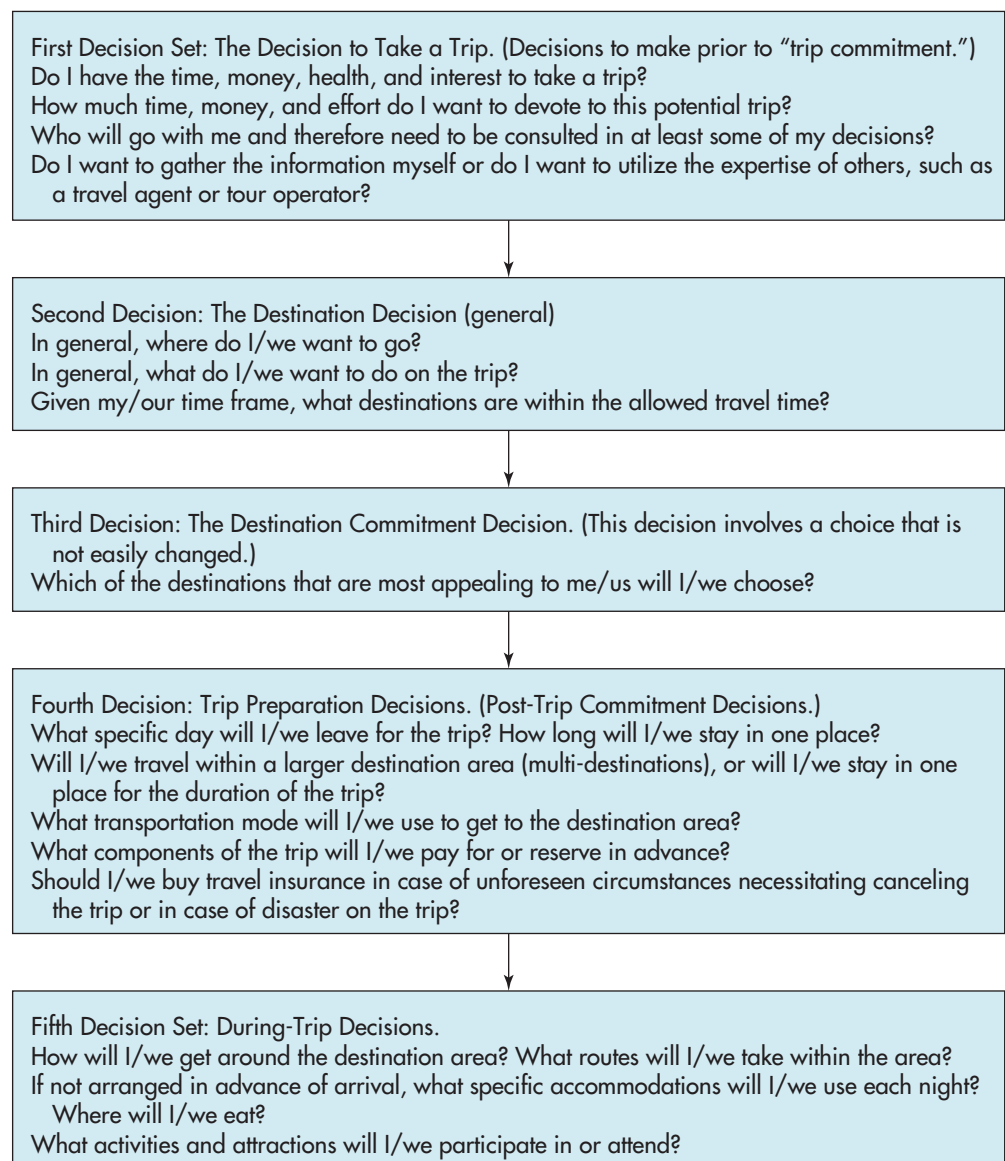 First Decision Set: The Decision to Take a Trip. (Decisions to make prior to “trip commitment.”)
Do I have the time, money, health, and interest to take a trip?
How much time, money, and effort do I want to devote to this potential trip?
Who will go with me and therefore need to be consulted in at least some of my decisions?
Do I want to gather the information myself or do I want to utilize the expertise of others, such as
a travel agent or tour operator?
Second Decision: The Destination Decision (general)
In general, where do I/we want to go?
In general, what do I/we want to do on the trip?
Given my/our time frame, what destinations are within the allowed travel time?
Third Decision: The Destination Commitment Decision. (This decision involves a choice that is
not easily changed.)
Which of the destinations that are most appealing to me/us will I/we choose?
Fourth Decision: Trip Preparation Decisions. (Post-Trip Commitment Decisions.)
What specific day will I/we leave for the trip? How long will I/we stay in one place?
Will I/we travel within a larger destination area (multi-destinations), or will I/we stay in one
place for the duration of the trip?
What transportation mode will I/we use to get to the destination area?
What components of the trip will I/we pay for or reserve in advance?
Should I/we buy travel insurance in case of unforeseen circumstances necessitating canceling
the trip or in case of disaster on the trip?
Fifth Decision Set: During-Trip Decisions.
How will I/we get around the destination area? What routes will I/we take within the area?
If not arranged in advance of arrival, what specific accommodations will I/we use each night?
Where will I/we eat?
What activities and attractions will I/we participate in or attend?